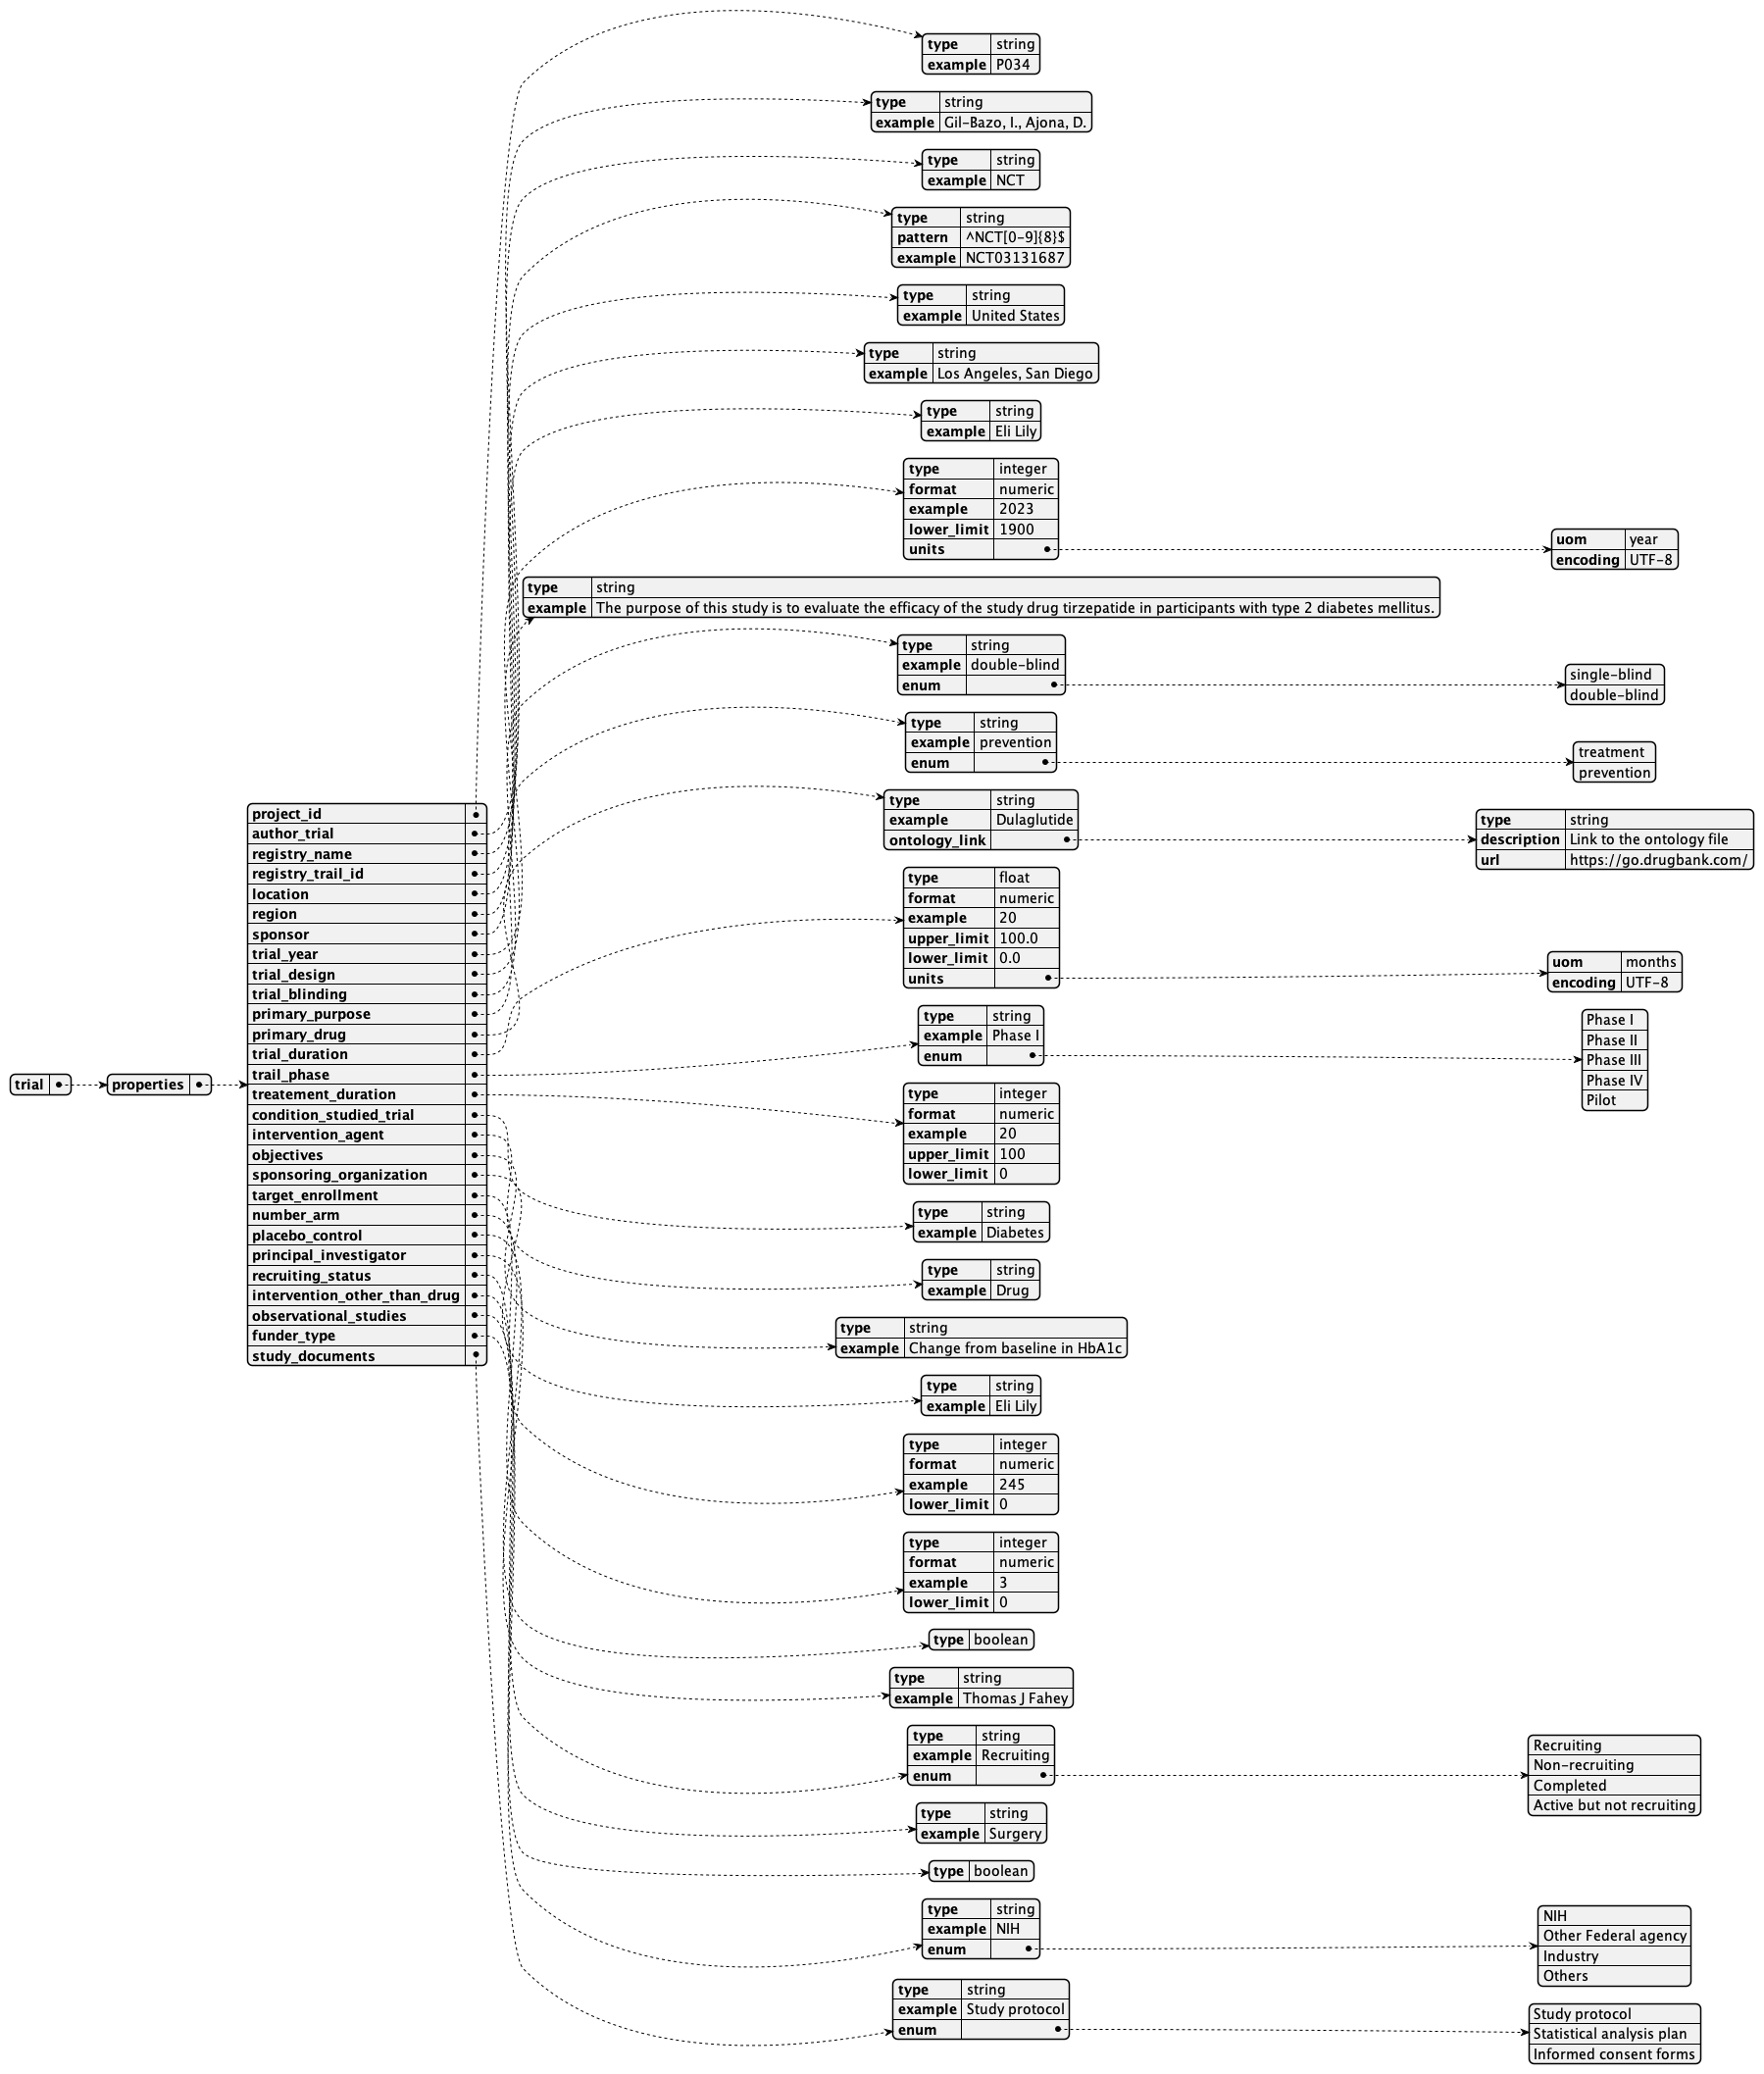 type string
example P034
type string
example Gil-Bazo, I., Ajona, D.
type string
example NCT
type string
pattern ^NCT[0-9]{8}$
example NCT03131687
type string
example United States
type string
example Los Angeles, San Diego
type string
example Eli Lily
type integer
format numeric
example 2023
lower_limit 1900
units
uom year
encoding UTF-8
type string
example The purpose of this study is to evaluate the efficacy of the study drug tirzepatide in participants with type 2 diabetes mellitus.
type string
example double-blind
enum
single-blind
double-blind
type string
example prevention
enum
treatment
prevention
type string
example Dulaglutide
ontology_link
type string
description Link to the ontology file
url https://go.drugbank.com/
trial
properties
project_id
author_trial
registry_name
registry_trail_id
location
region
sponsor
trial_year
trial_design
trial_blinding
primary_purpose
primary_drug
trial_duration
trail_phase
treatement_duration
condition_studied_trial
intervention_agent
objectives
sponsoring_organization
target_enrollment
number_arm
placebo_control
principal_investigator
recruiting_status
intervention_other_than_drug
observational_studies
funder_type
study_documents
type float
format numeric
example 20
upper_limit 100.0
lower_limit 0.0
units
uom months
encoding UTF-8
type string
example Phase I
enum
Phase I
Phase II
Phase III
Phase IV
Pilot
type integer
format numeric
example 20
upper_limit 100
lower_limit 0
type string
example Diabetes
type string
example Drug
type string
example Change from baseline in HbA1c
type string
example Eli Lily
type integer
format numeric
example 245
lower_limit 0
type integer
format numeric
example 3
lower_limit 0
type boolean
type string
example Thomas J Fahey
type string
example Recruiting
enum
Recruiting
Non-recruiting
Completed
Active but not recruiting
type string
example Surgery
type boolean
type string
example NIH
enum
NIH
Other Federal agency
Industry
Others
type string
example Study protocol
enum
Study protocol
Statistical analysis plan
Informed consent forms